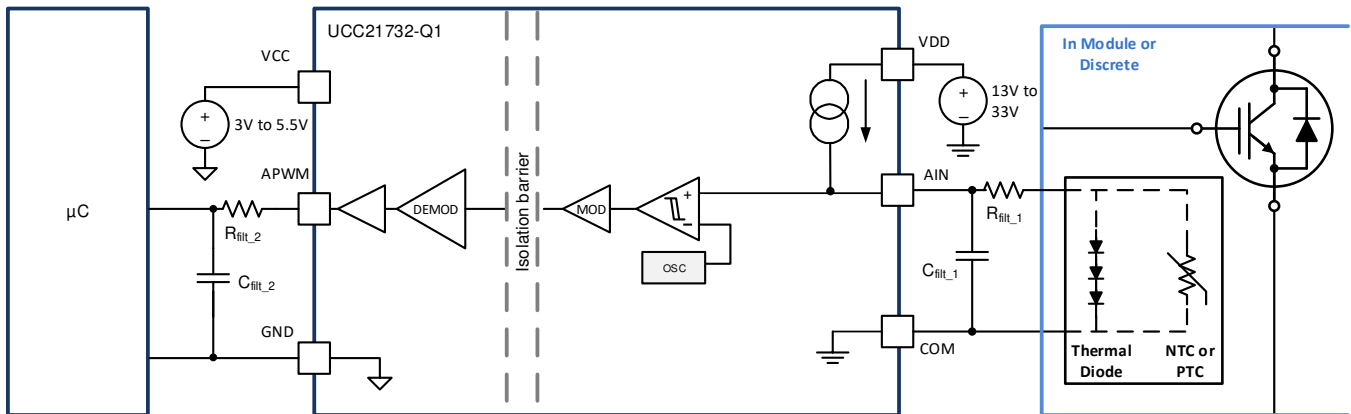 UCC21732-Q1
In Module or
Discrete
VCC
VDD
+
−
3V to 5.5V
+
−
13V to
33V
APWM
AIN
µC
DEMOD
Isolation barrier
MOD
+
−
Rfilt_2
Rfilt_1
OSC
Cfilt_2
Cfilt_1
GND
COM
Thermal
Diode
NTC or
PTC